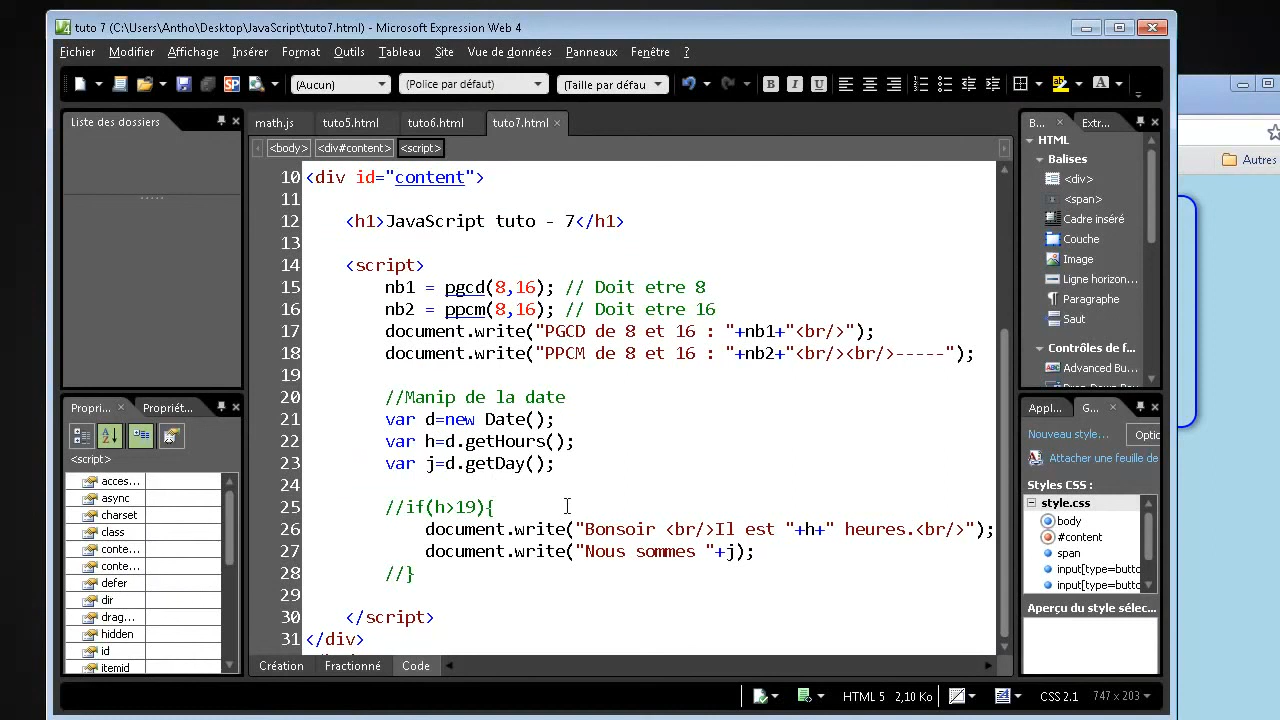 tuto 7 (C:\Users\Antho\Desktop\JavaScript\tuto7.html) - Microsoft Expression Web 4
Fichier Modifier Affichage Insérer Format Outils Tableau Site Vue de données Panneaux Fenêtre ?
(Aucun) (Police par défaut) (Taille par défau
Liste des dossiers
math.js tuto5.html tuto6.html tuto7.html
<body> <div#content> <script>
10 <div id="content">
11
12 <h1>JavaScript tuto - 7</h1>
13
14 <script>
15 nb1 = pgcd(8,16); // Doit etre 8
16 nb2 = ppcm(8,16); // Doit etre 16
17 document.write("PGCD de 8 et 16 : "+nb1+"<br/>");
18 document.write("PPCM de 8 et 16 : "+nb2+"<br/><br/>-----");
19
20 //Manip de la date
21 var d=new Date();
22 var h=d.getHours();
23 var j=d.getDay();
24
25 //if(h>19){
26 document.write("Bonsoir <br/>Il est "+h+" heures.<br/>");
27 document.write("Nous sommes "+j);
28 //}
29
30 </script>
31 </div>
Création Fractionné Code
HTML 5 2,10 Ko CSS 2.1 747 x 203
Propri... Propriét...
<script>
acces...
async
charset
class
conte...
conte...
defer
dir
drag...
hidden
id
itemid
B... Extr...
HTML
Balises
<div>
<span>
Cadre inséré
Couche
Image
Ligne horizon...
Paragraphe
Saut
Contrôles de f...
Advanced Bu...
Appl... G...
Nouveau style... Optio
Attacher une feuille de
Styles CSS :
style.css
body
#content
span
input[type=butto
input[type=butto
Aperçu du style sélec...
Autres